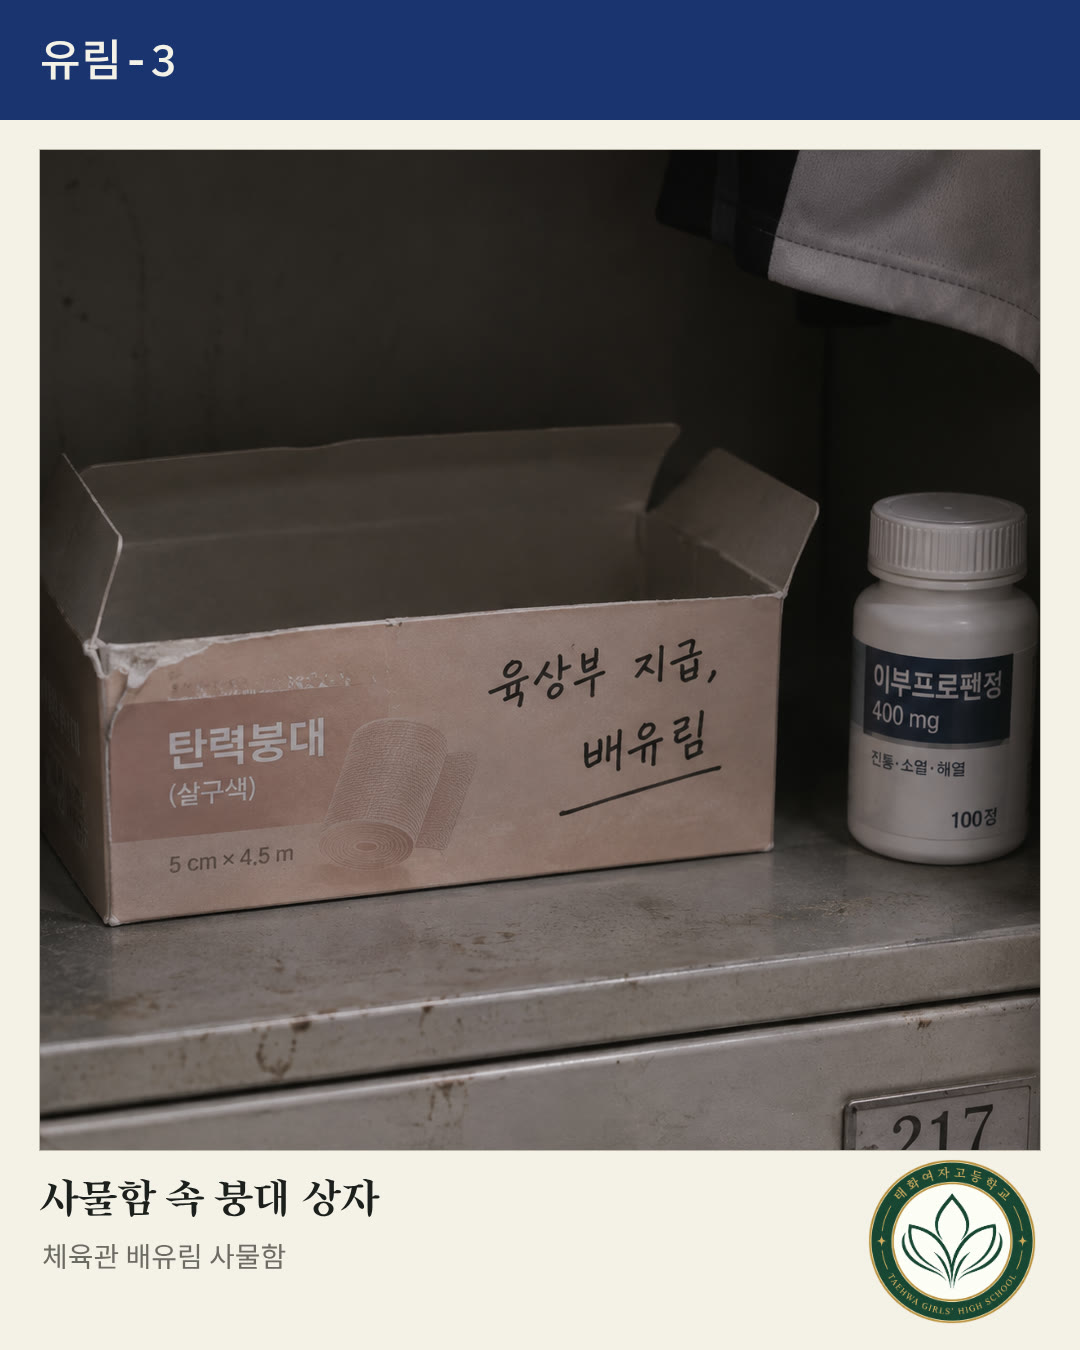 유림-3
육상부 지급,
배유림
탄력붕대
(살구색)
5 cm × 4.5 m
이부프로펜정
400 mg
진통·소열·해열
100정
217
사물함 속 붕대 상자
체육관 배유림 사물함
태화여자고등학교
TAEHWA GIRLS' HIGH SCHOOL